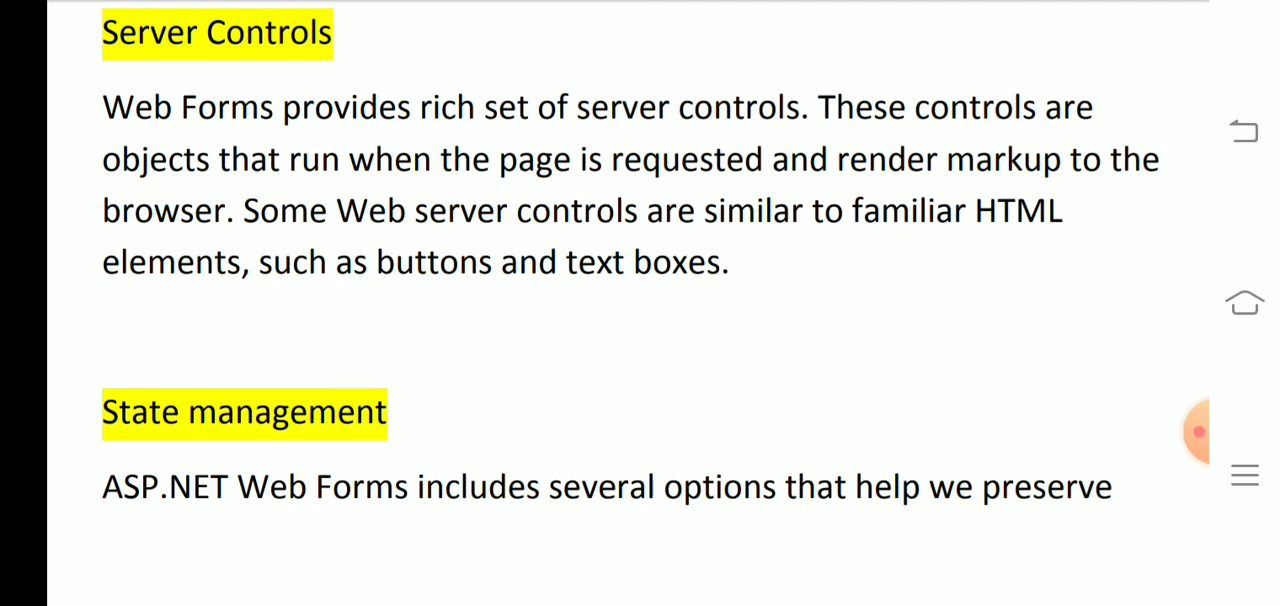 Server Controls
Web Forms provides rich set of server controls. These controls are
objects that run when the page is requested and render markup to the
browser. Some Web server controls are similar to familiar HTML
elements, such as buttons and text boxes.
State management
ASP.NET Web Forms includes several options that help we preserve